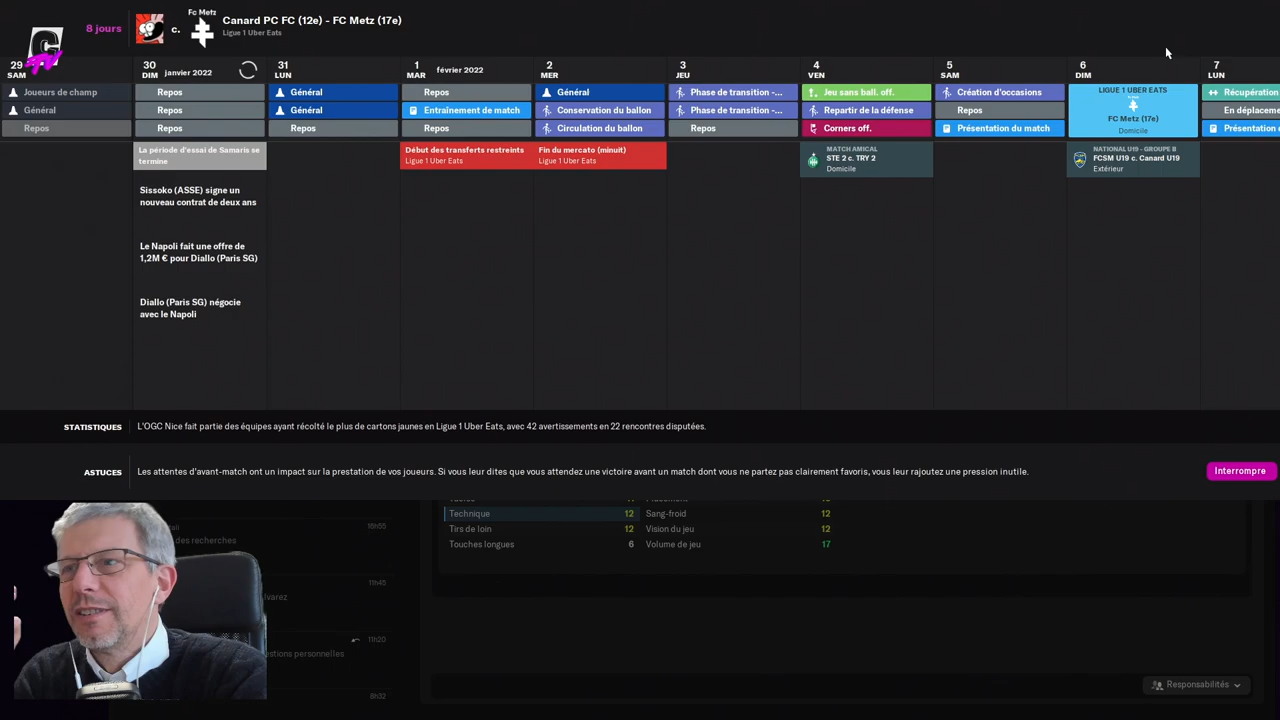 8 jours
Fc Metz
c.
Canard PC FC (12e) - FC Metz (17e)
Ligue 1 Uber Eats
29
SAM
30
DIM
janvier 2022
31
LUN
1
MAR
février 2022
2
MER
3
JEU
4
VEN
5
SAM
6
DIM
7
LUN
Joueurs de champ
Repos
Général
Repos
Général
Phase de transition -...
Jeu sans ball. off.
Création d'occasions
LIGUE 1 UBER EATS
Récupération
Général
Repos
Général
Entraînement de match
Conservation du ballon
Phase de transition -...
Repartir de la défense
Repos
FC Metz (17e)
En déplace
Repos
Repos
Repos
Repos
Circulation du ballon
Repos
Corners off.
Présentation du match
Domicile
Présentation
La période d'essai de Samaris se
termine
Début des transferts restreints
Ligue 1 Uber Eats
Fin du mercato (minuit)
Ligue 1 Uber Eats
MATCH AMICAL
STE 2 c. TRY 2
Domicile
NATIONAL U19 - GROUPE B
FCSM U19 c. Canard U19
Extérieur
Sissoko (ASSE) signe un
nouveau contrat de deux ans
Le Napoli fait une offre de
1,2M € pour Diallo (Paris SG)
Diallo (Paris SG) négocie
avec le Napoli
STATISTIQUES
L'OGC Nice fait partie des équipes ayant récolté le plus de cartons jaunes en Ligue 1 Uber Eats, avec 42 avertissements en 22 rencontres disputées.
ASTUCES
Les attentes d'avant-match ont un impact sur la prestation de vos joueurs. Si vous leur dites que vous attendez une victoire avant un match dont vous ne partez pas clairement favoris, vous leur rajoutez une pression inutile.
Interrompre
Technique 12
Sang-froid 12
Tirs de loin 12
Vision du jeu 12
Touches longues 6
Volume de jeu 17
des recherches
11h45
11h20
estions personnelles
8h32
Responsabilités